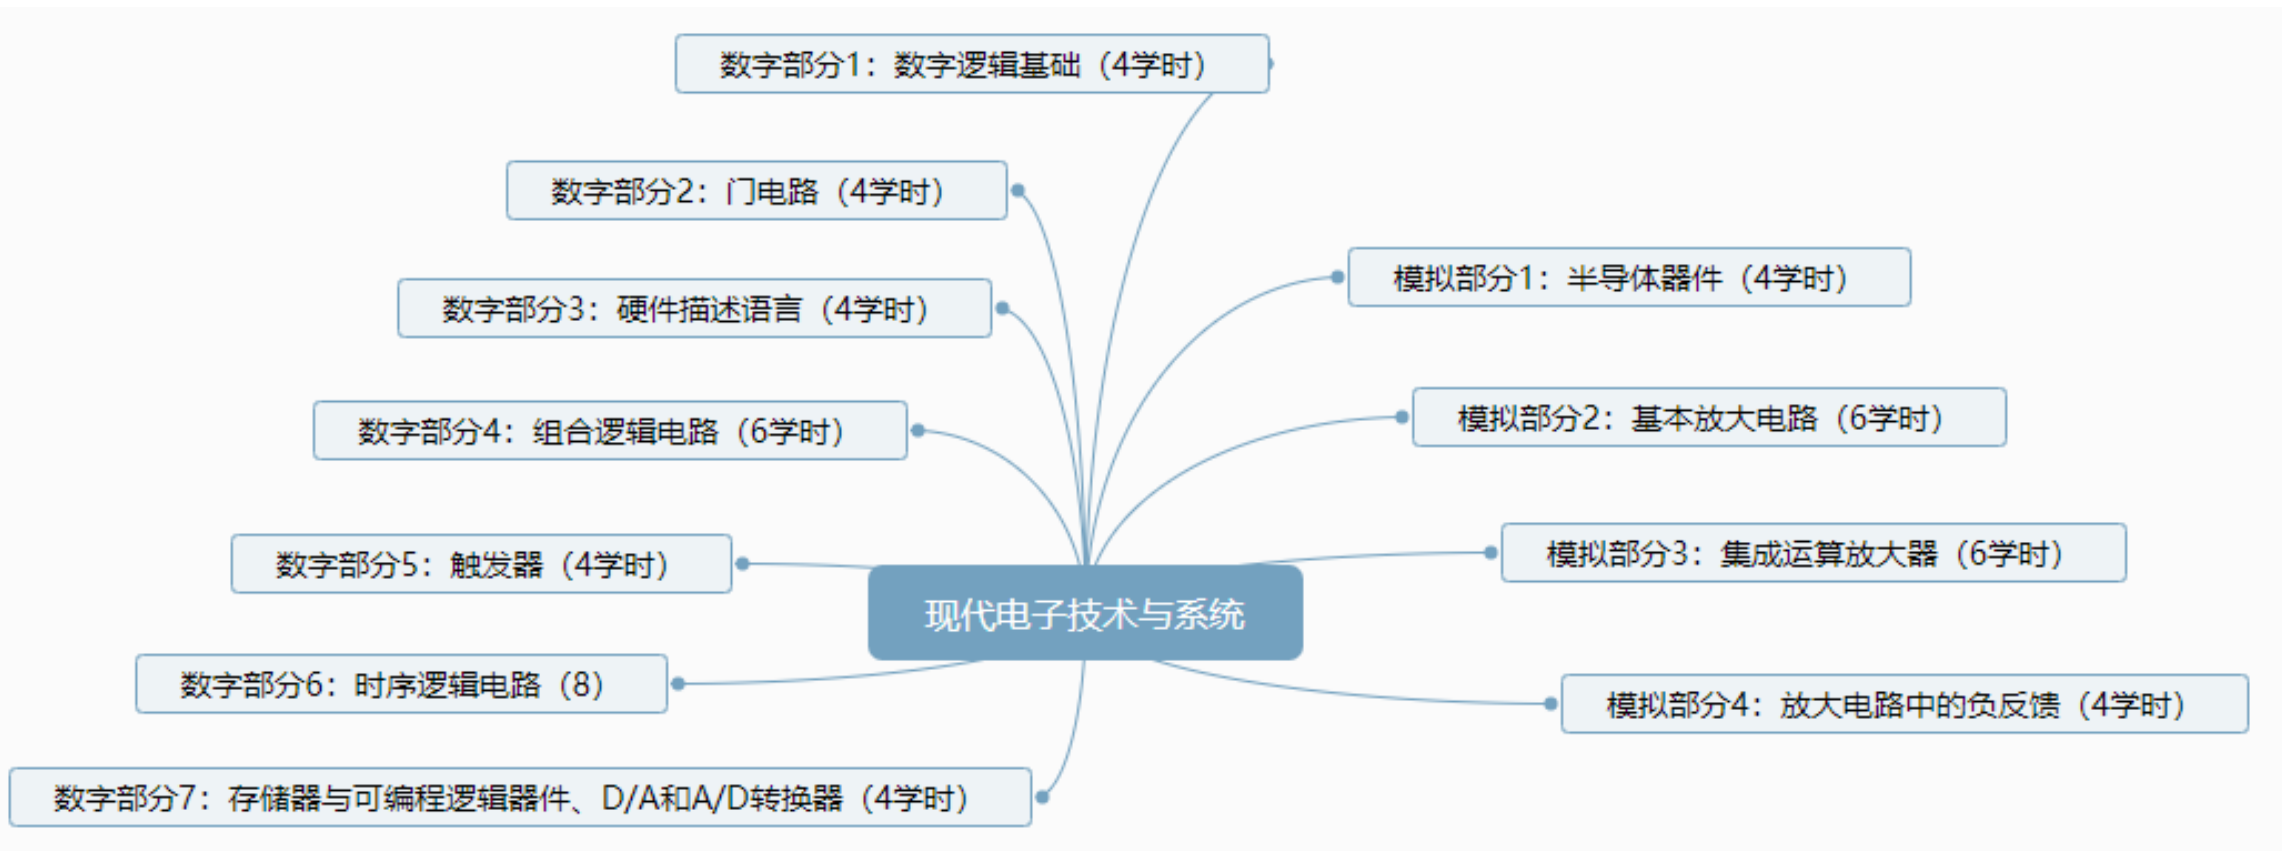 数字部分1：数字逻辑基础（4学时）
数字部分2：门电路（4学时）
数字部分3：硬件描述语言（4学时）
数字部分4：组合逻辑电路（6学时）
数字部分5：触发器（4学时）
数字部分6：时序逻辑电路（8）
数字部分7：存储器与可编程逻辑器件、D/A和A/D转换器（4学时）
现代电子技术与系统
模拟部分1：半导体器件（4学时）
模拟部分2：基本放大电路（6学时）
模拟部分3：集成运算放大器（6学时）
模拟部分4：放大电路中的负反馈（4学时）